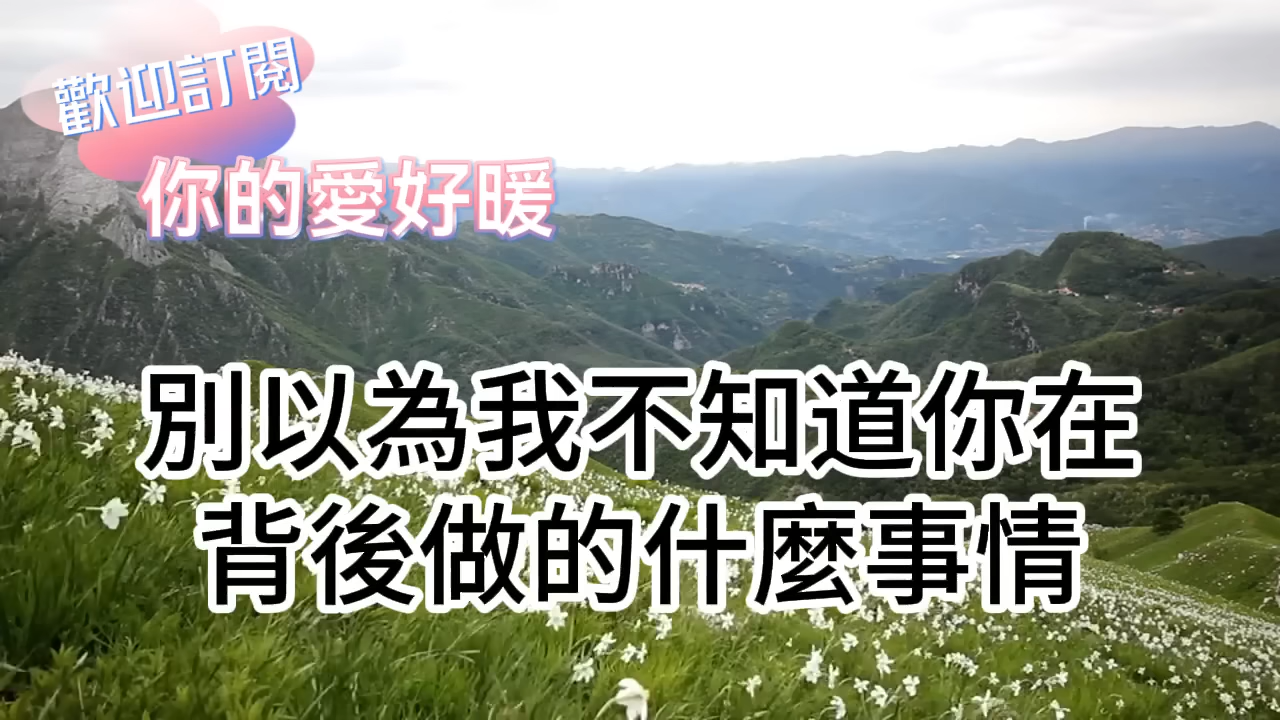 歡迎訂閱
你的愛好暖
別以為我不知道你在
背後做的什麼事情